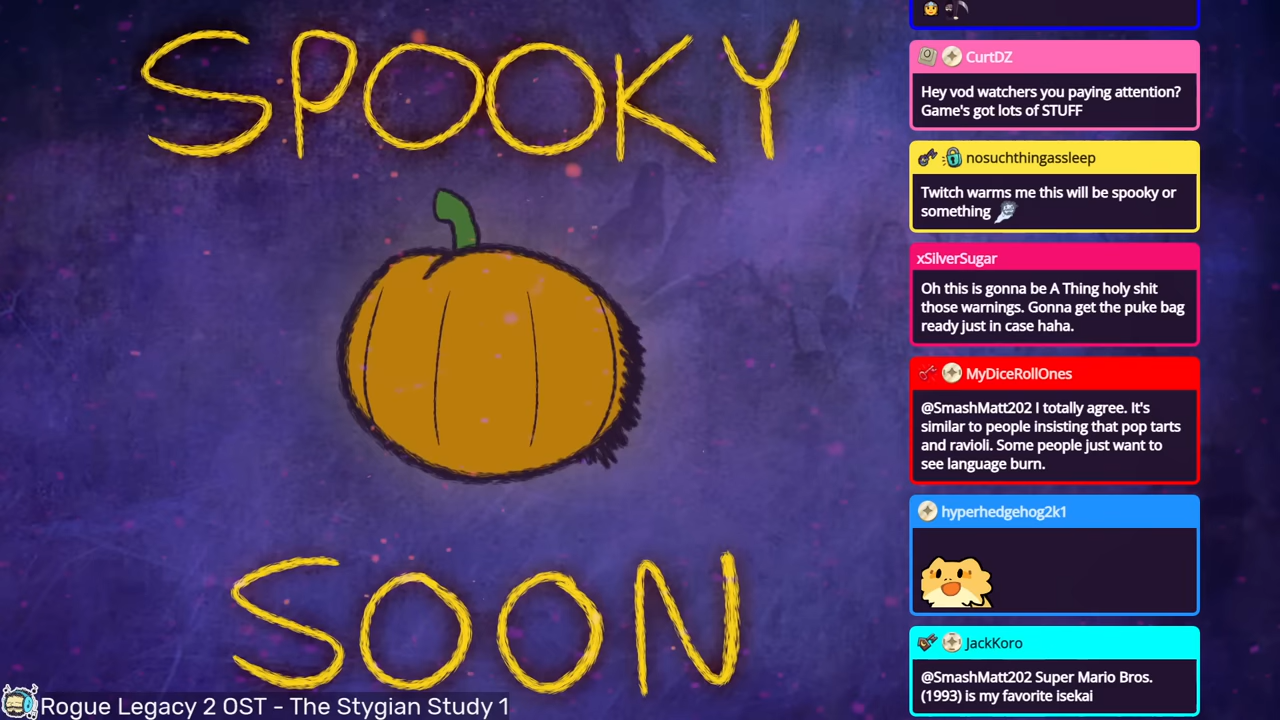 SPOOKY
SOON
Rogue Legacy 2 OST - The Stygian Study 1
CurtDZ
Hey vod watchers you paying attention?
Game's got lots of STUFF
nosuchthingassleep
Twitch warms me this will be spooky or
something
xSilverSugar
Oh this is gonna be A Thing holy shit
those warnings. Gonna get the puke bag
ready just in case haha.
MyDiceRollOnes
@SmashMatt202 I totally agree. It's
similar to people insisting that pop tarts
and ravioli. Some people just want to
see language burn.
hyperhedgehog2k1
JackKoro
@SmashMatt202 Super Mario Bros.
(1993) is my favorite isekai